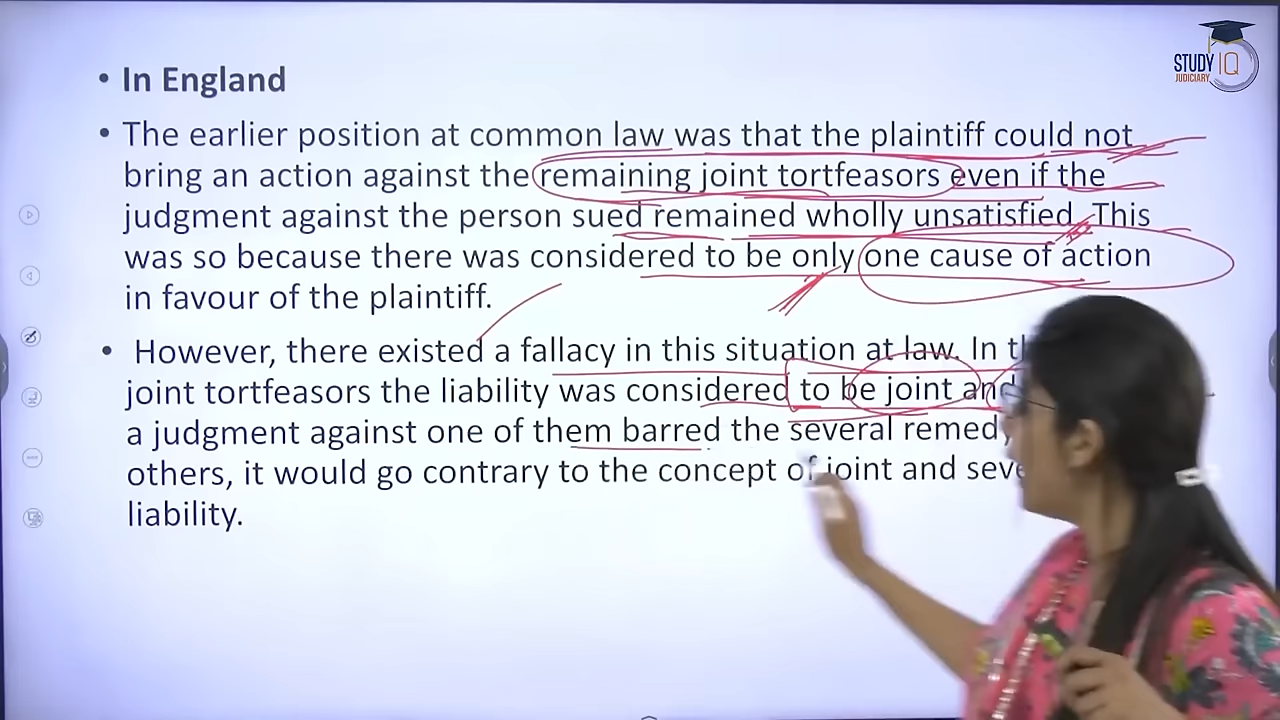 STUDY IQ
JUDICIARY
• In England
• The earlier position at common law was that the plaintiff could not
bring an action against the remaining joint tortfeasors even if the
judgment against the person sued remained wholly unsatisfied. This
was so because there was considered to be only one cause of action
in favour of the plaintiff.
• However, there existed a fallacy in this situation at law. In
joint tortfeasors the liability was considered to be joint and
a judgment against one of them barred the several remedy
others, it would go contrary to the concept of joint and
liability.